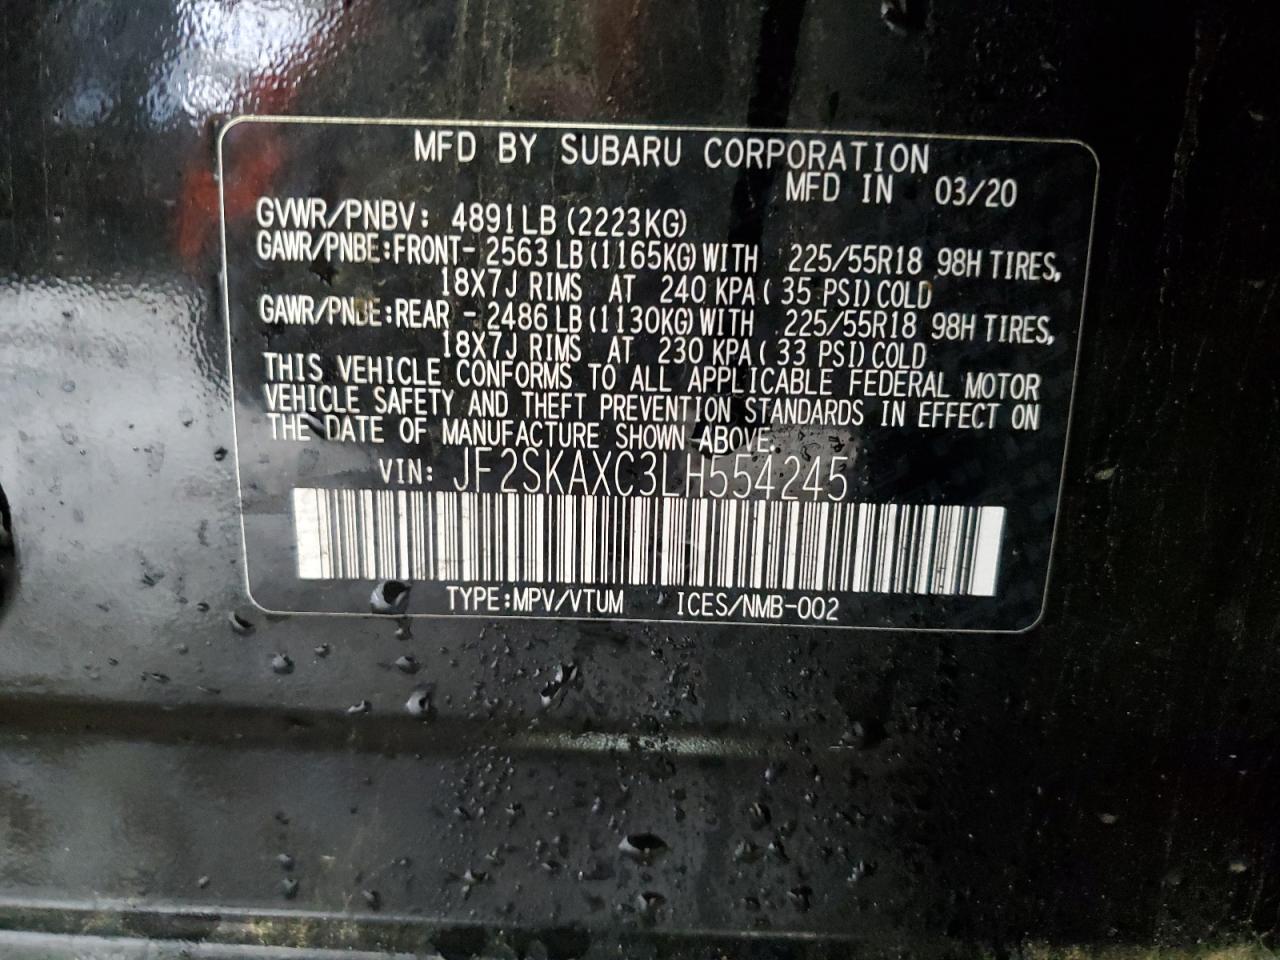 MFD BY SUBARU CORPORATION
MFD IN 03/20
GVWR/PNBV: 4891LB (2223KG)
GAWR/PNBE:FRONT- 2563 LB (1165KG) WITH 225/55R18 98H TIRES,
18X7J RIMS AT 240 KPA ( 35 PSI) COLD
GAWR/PNBE:REAR - 2486 LB (1130KG) WITH 225/55R18 98H TIRES,
18X7J RIMS AT 230 KPA ( 33 PSI) COLD
THIS VEHICLE CONFORMS TO ALL APPLICABLE FEDERAL MOTOR
VEHICLE SAFETY AND THEFT PREVENTION STANDARDS IN EFFECT ON
THE DATE OF MANUFACTURE SHOWN ABOVE.
VIN: JF2SKAXC3LH554245
TYPE:MPV/VTUM ICES/NMB-002